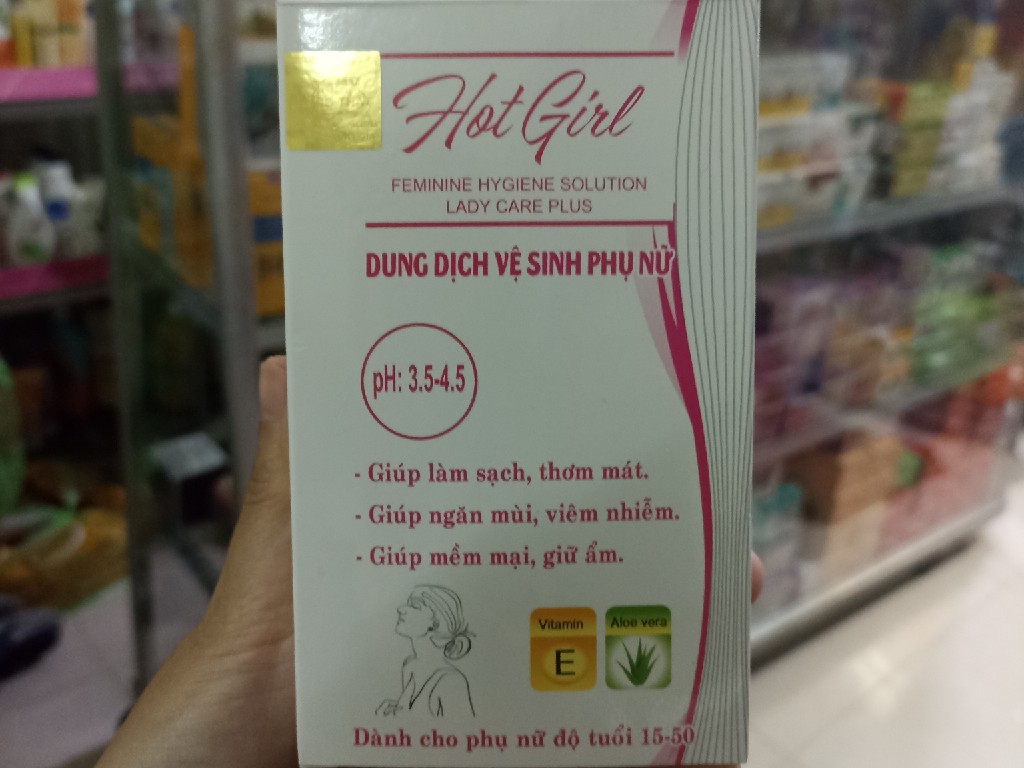 Hot Girl
FEMININE HYGIENE SOLUTION
LADY CARE PLUS
DUNG DỊCH VỆ SINH PHỤ NỮ
pH: 3.5-4.5
- Giúp làm sạch, thơm mát.
- Giúp ngăn mùi, viêm nhiễm.
- Giúp mềm mại, giữ ẩm.
Vitamin
E
Aloe vera
Dành cho phụ nữ độ tuổi 15-50